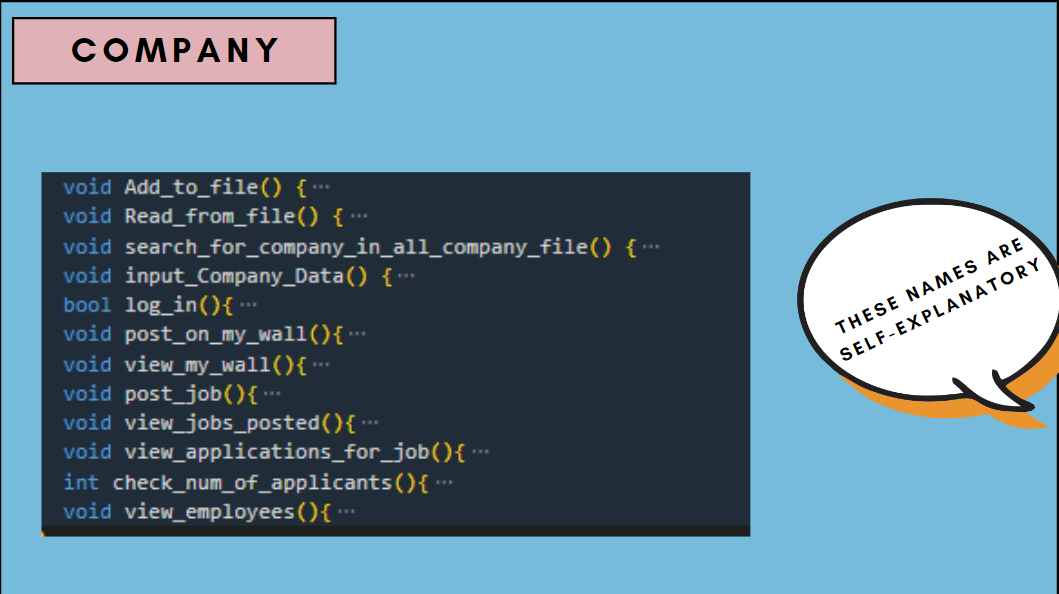 COMPANY
void Add_to_file() {···
void Read_from_file() {···
void search_for_company_in_all_company_file() {···
void input_Company_Data() {···
bool log_in(){···
void post_on_my_wall(){···
void view_my_wall(){···
void post_job(){···
void view_jobs_posted(){···
void view_applications_for_job(){···
int check_num_of_applicants(){···
void view_employees(){···
THESE NAMES ARE
SELF-EXPLANATORY